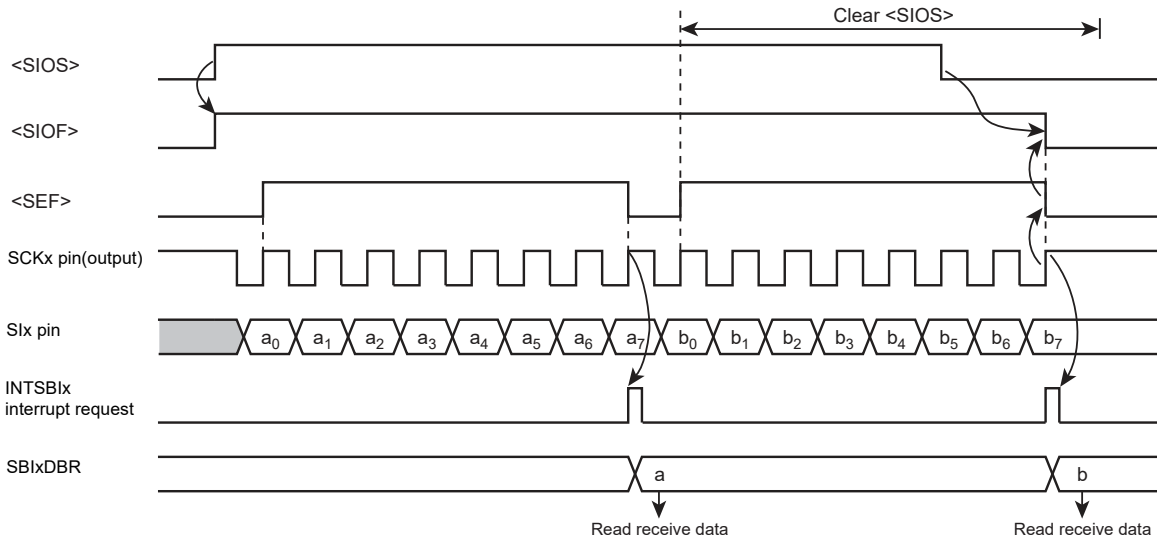 Clear <SIOS>
<SIOS>
<SIOF>
<SEF>
SCKx pin(output)
SIx pin
a0 a1 a2 a3 a4 a5 a6 a7 b0 b1 b2 b3 b4 b5 b6 b7
INTSBIx
interrupt request
SBIxDBR
a b
Read receive data Read receive data